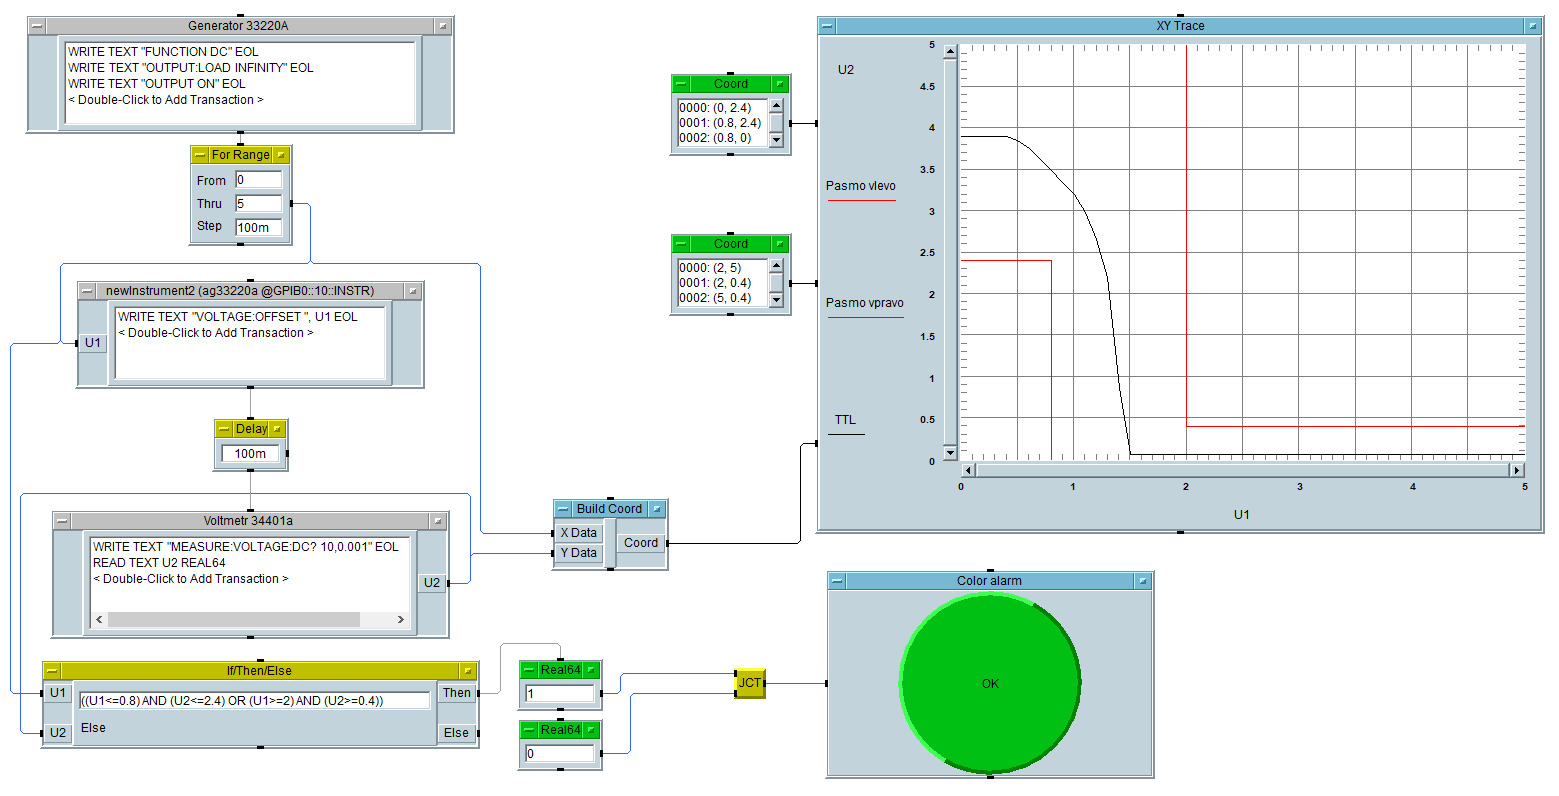 Generator 33220A
WRITE TEXT "FUNCTION DC" EOL
WRITE TEXT "OUTPUT:LOAD INFINITY" EOL
WRITE TEXT "OUTPUT ON" EOL
< Double-Click to Add Transaction >
For Range
From 0
Thru 5
Step 100m
newInstrument2 (ag33220a @GPIB0::10::INSTR)
U1
WRITE TEXT "VOLTAGE:OFFSET ", U1 EOL
< Double-Click to Add Transaction >
Delay
100m
Voltmetr 34401a
WRITE TEXT "MEASURE:VOLTAGE:DC? 10,0.001" EOL
READ TEXT U2 REAL64
< Double-Click to Add Transaction >
U2
If/Then/Else
U1
((U1<=0.8) AND (U2<=2.4) OR (U1>=2) AND (U2>=0.4))
Then
U2
Else
Else
Real64
1
Real64
0
JCT
Build Coord
X Data
Y Data
Coord
Coord
0000: (0, 2.4)
0001: (0.8, 2.4)
0002: (0.8, 0)
Coord
0000: (2, 5)
0001: (2, 0.4)
0002: (5, 0.4)
XY Trace
U2
Pasmo vlevo
Pasmo vpravo
TTL
5
4.5
4
3.5
3
2.5
2
1.5
1
0.5
0
0 1 2 3 4 5
U1
Color alarm
OK